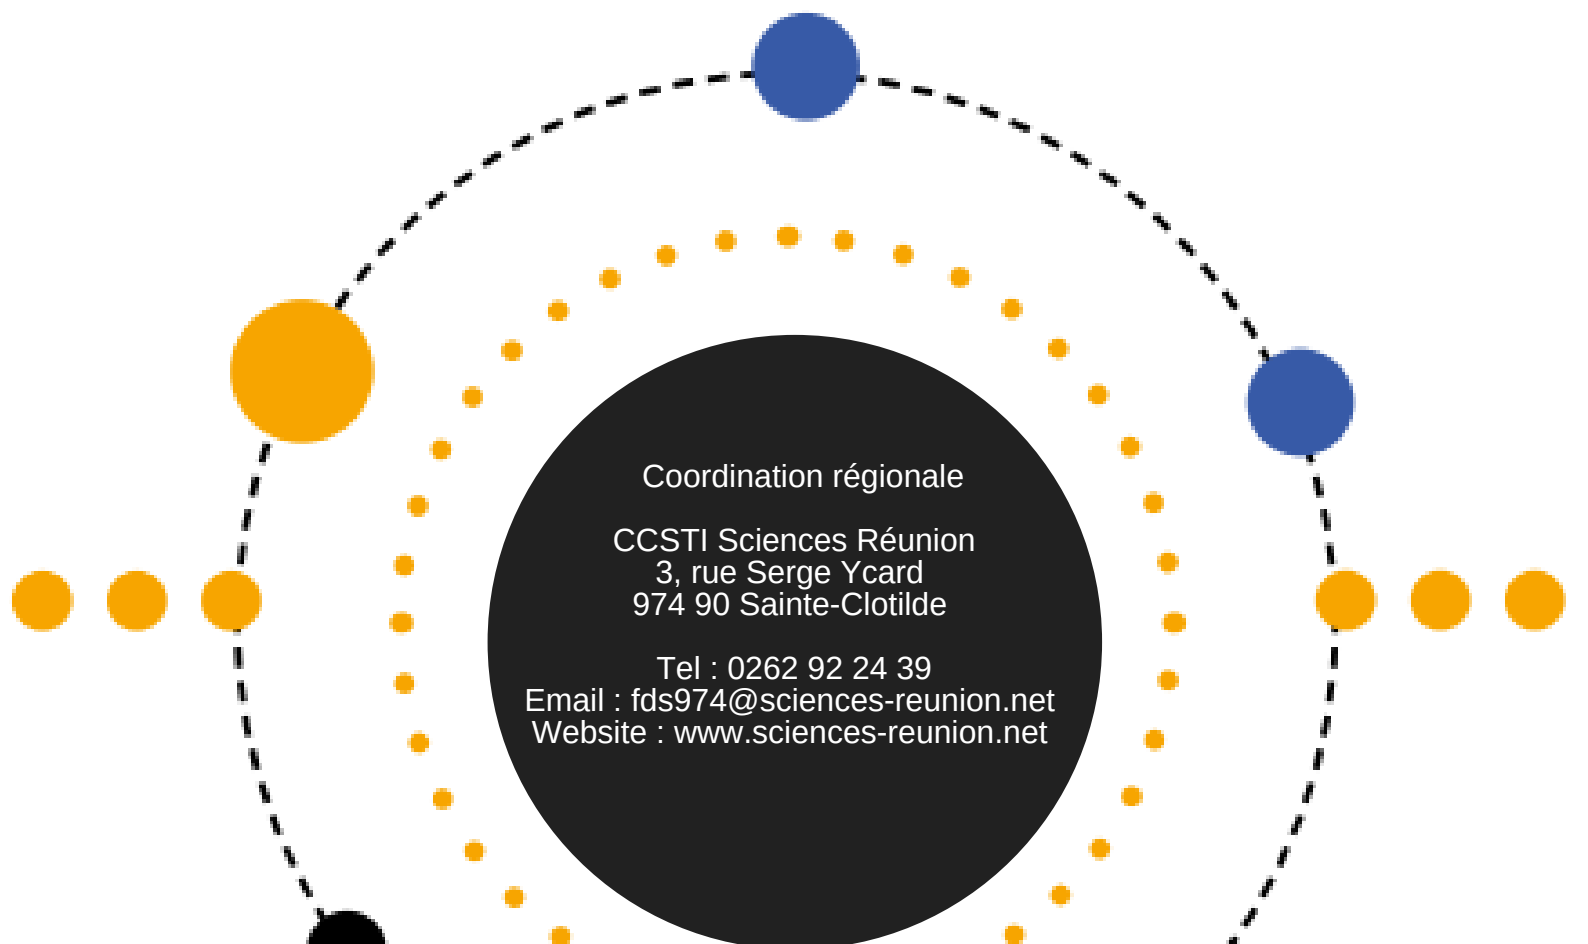 Coordination régionale
CCSTI Sciences Réunion
3, rue Serge Ycard
974 90 Sainte-Clotilde
Tel : 0262 92 24 39
Email : fds974@sciences-reunion.net
Website : www.sciences-reunion.net